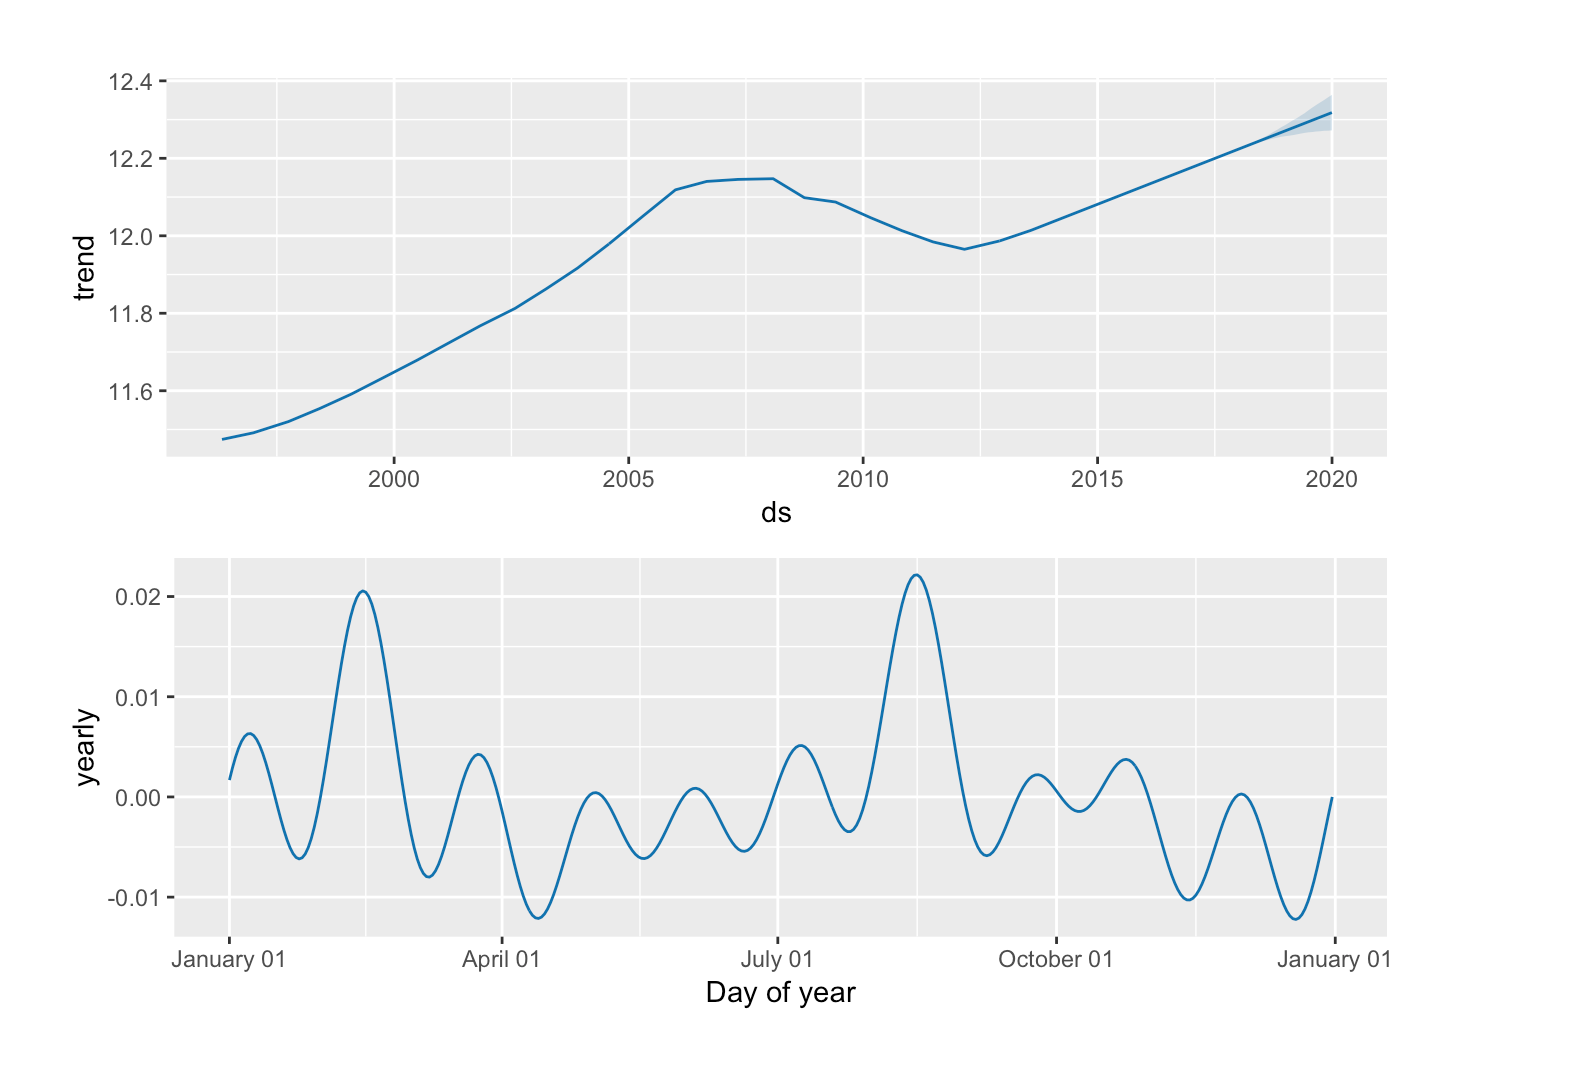 12.4
12.2
12.0
11.8
11.6
trend
2000 2005 2010 2015 2020
ds
0.02
0.01
0.00
-0.01
yearly
January 01 April 01 July 01 October 01 January 01
Day of year